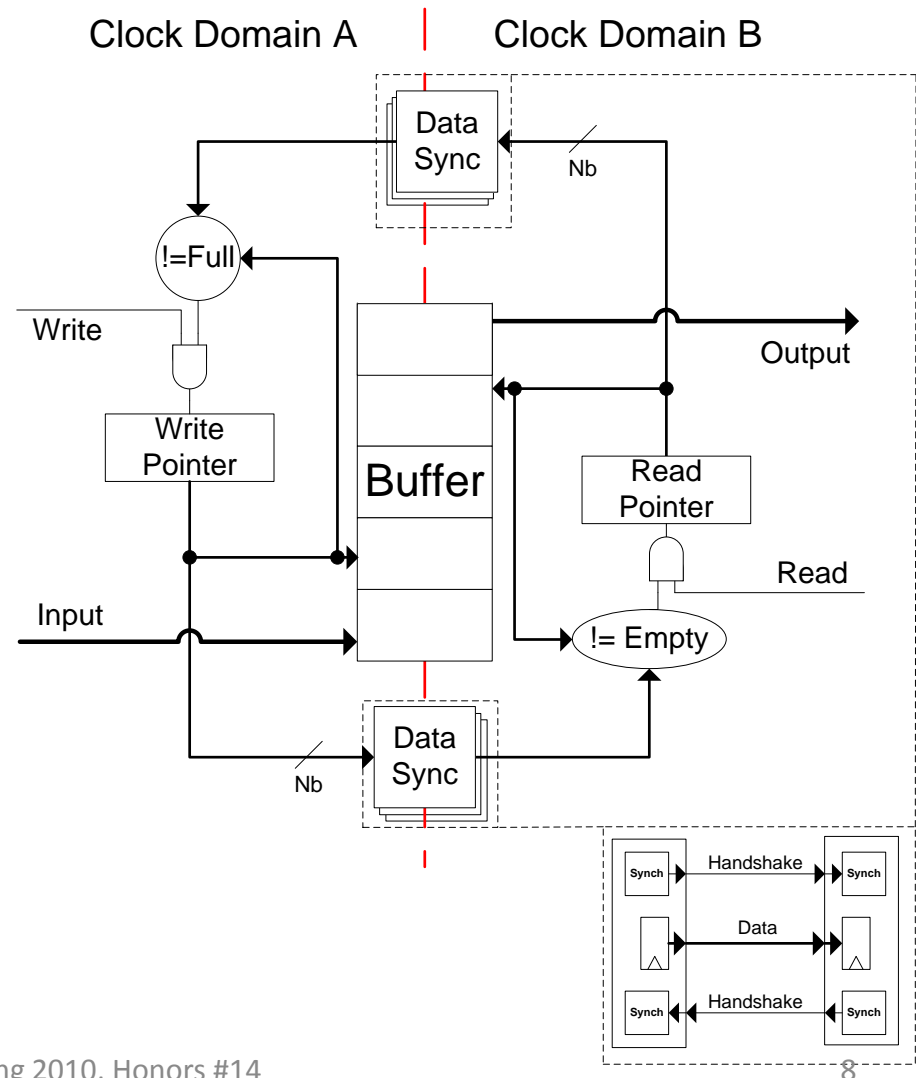 Clock Domain A
Clock Domain B
Data
Sync
Nb
!=Full
Write
Output
Write
Pointer
Buffer
Read
Pointer
Read
Input
!= Empty
Data
Sync
Nb
Synch
Handshake
Synch
Data
Synch
Handshake
Synch
ng 2010. Honors #14
8